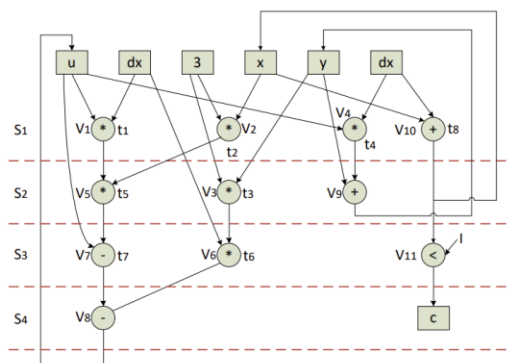 u dx 3 x y dx
S1 V1 * t1 * V2 t2 V4 * t4 V10 + t8
S2 V5 * t5 V3 * t3 V9 +
S3 V7 - t7 V6 * t6 V11 < I
S4 V8 - c